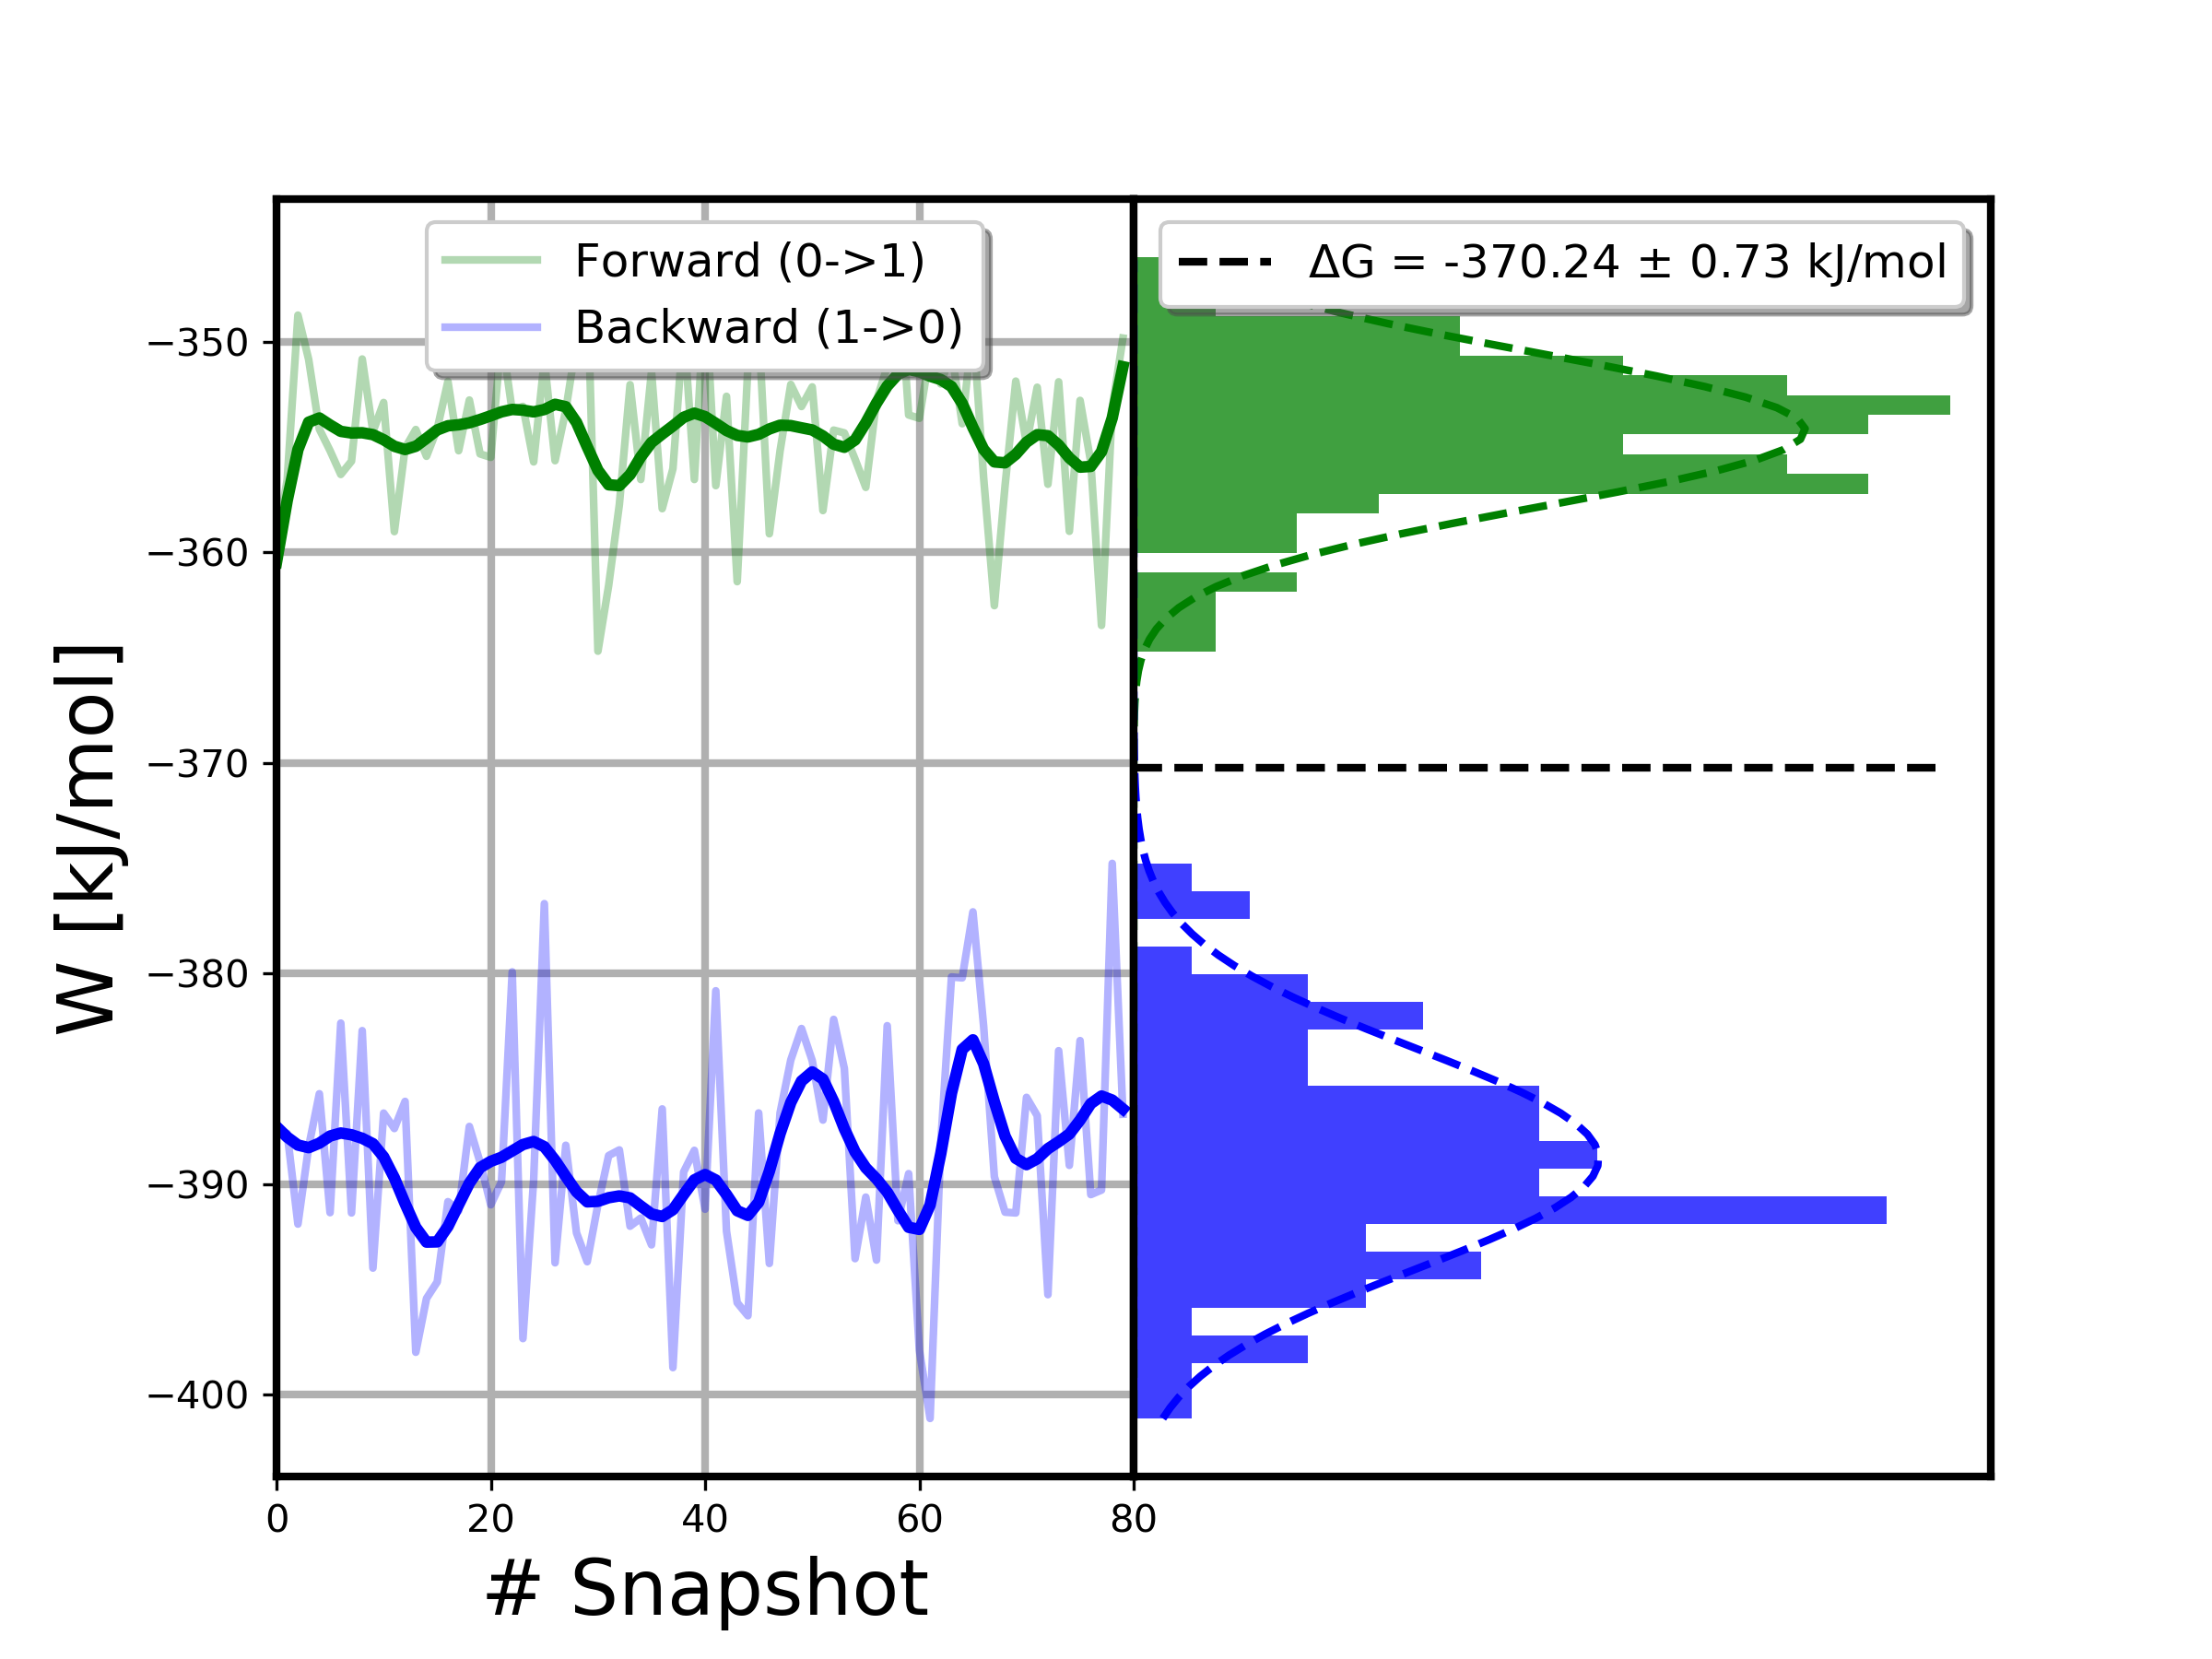 Forward (0->1)
Backward (1->0)
ΔG = -370.24 ± 0.73 kJ/mol
W [kJ/mol]
−350
−360
−370
−380
−390
−400
0 20 40 60 80
# Snapshot